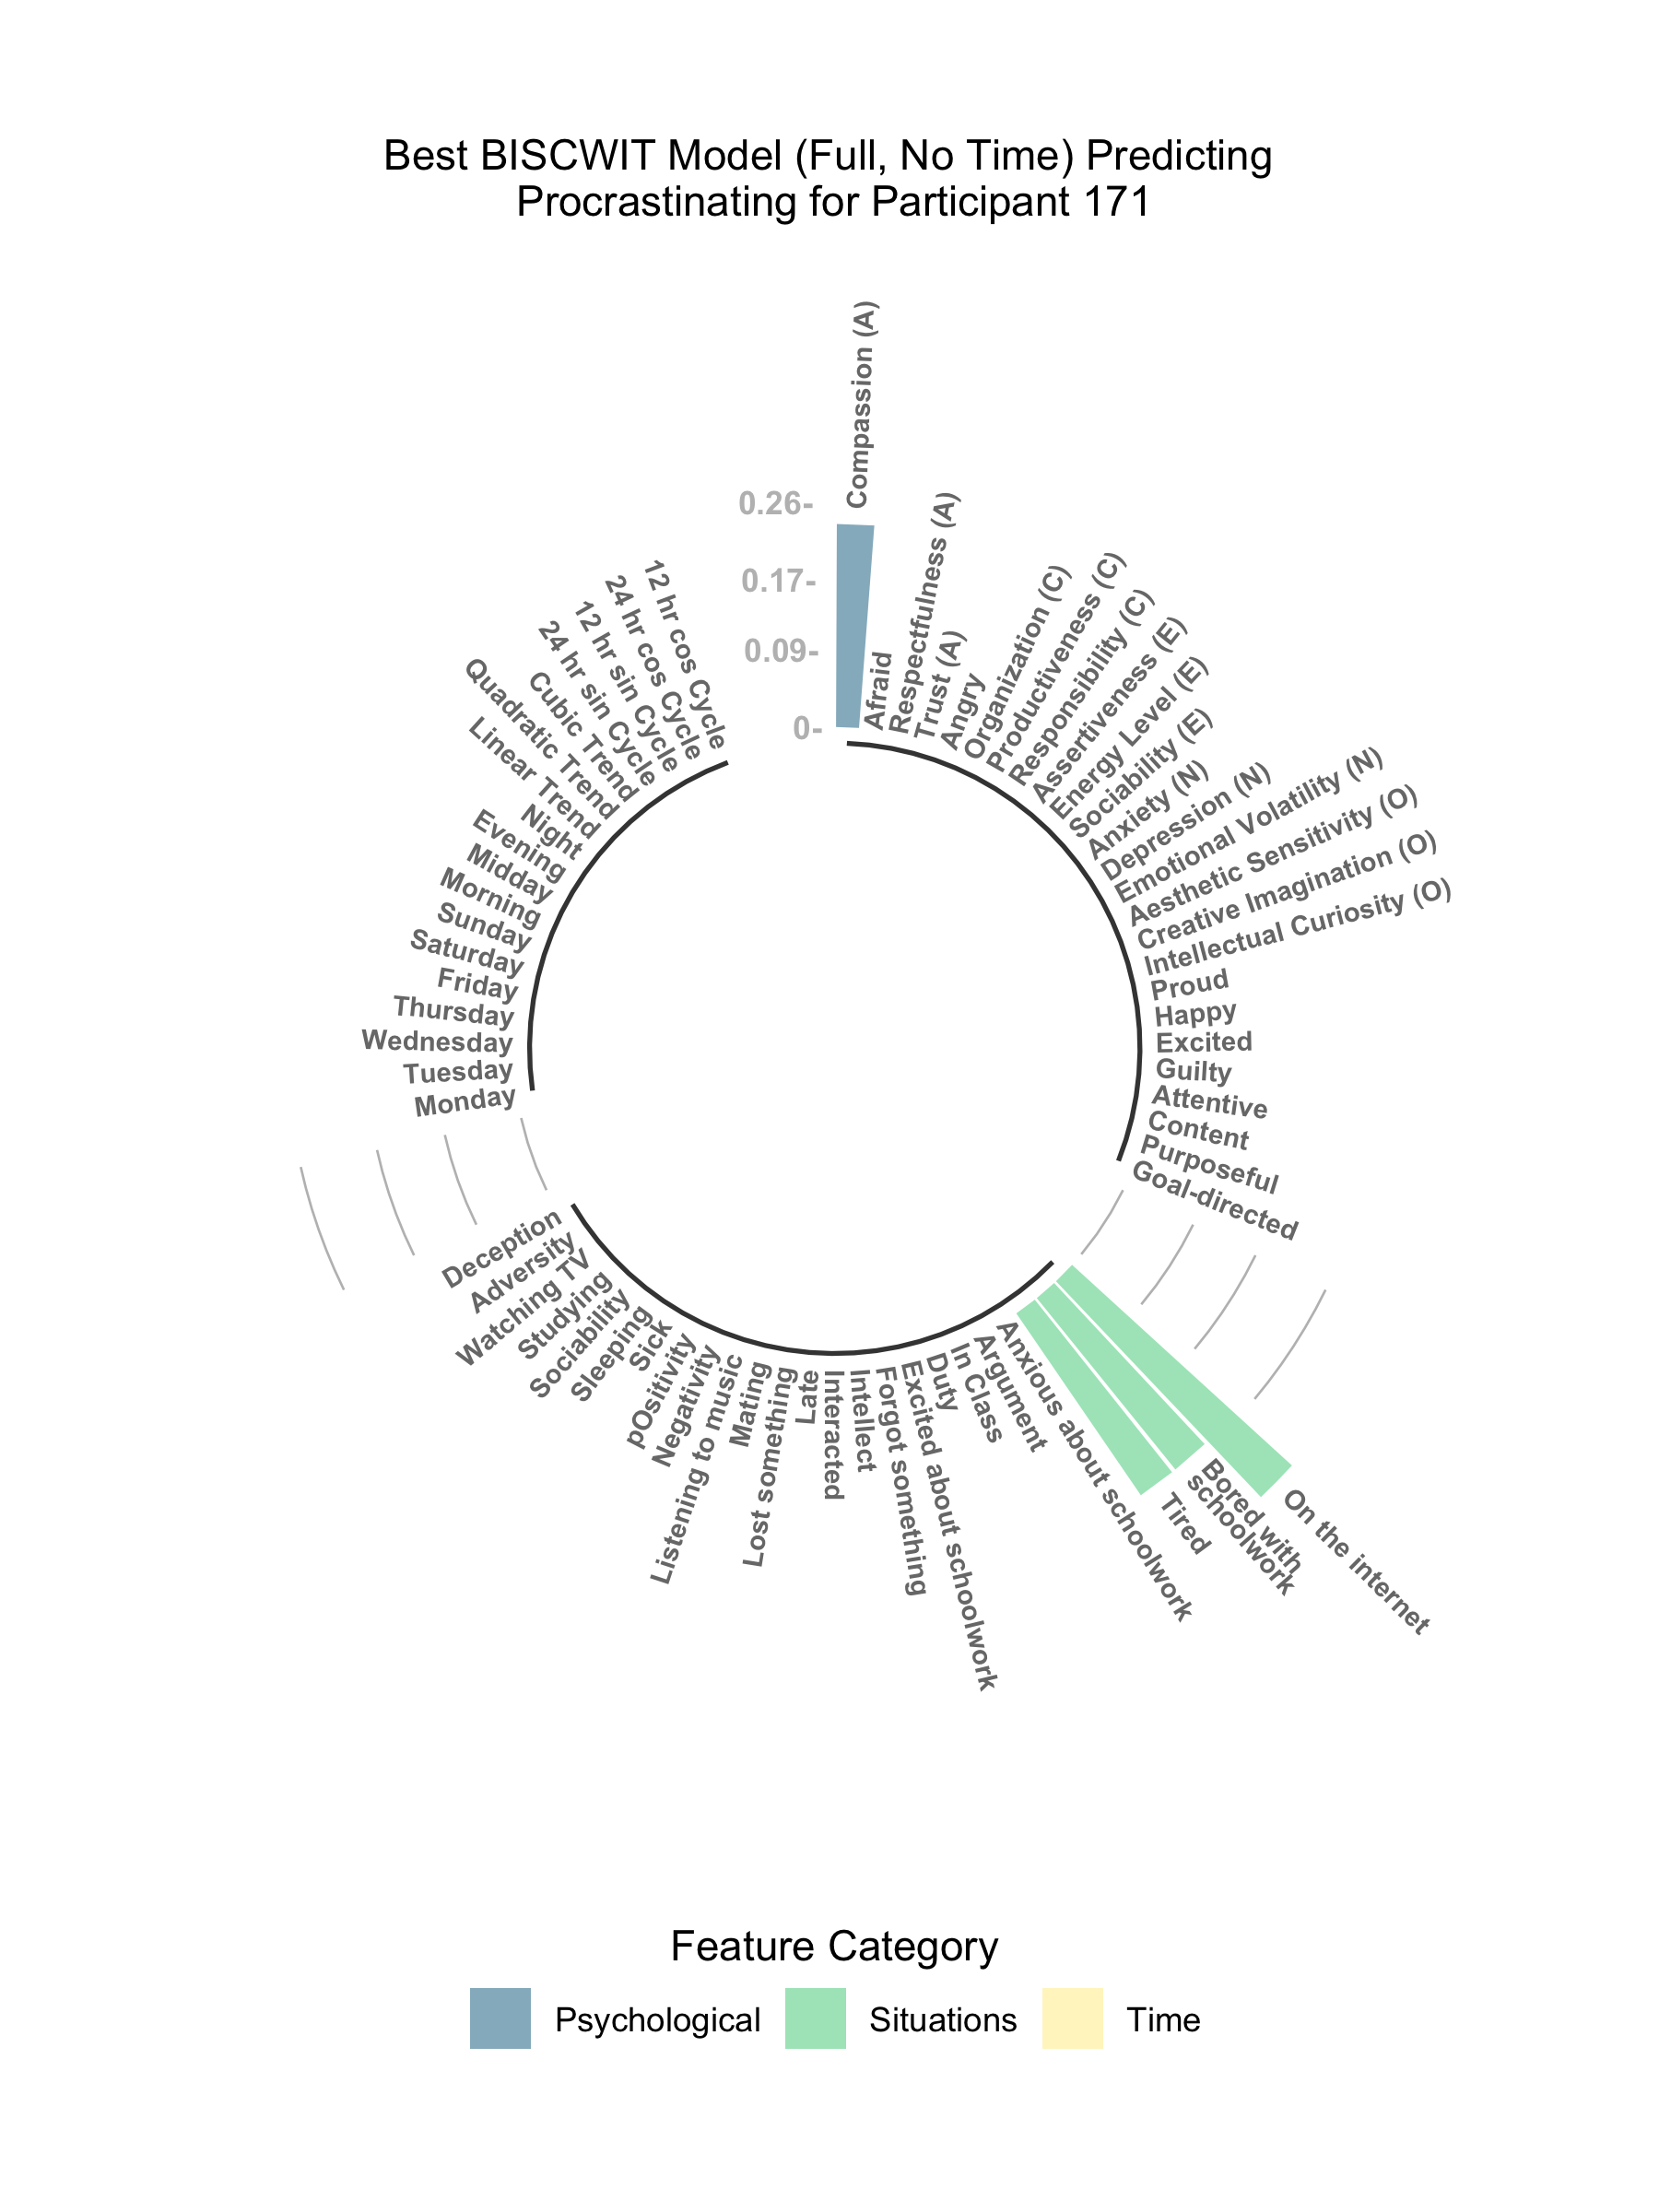 Best BISCWIT Model (Full, No Time) Predicting
Procrastinating for Participant 171
0.26-
0.17-
0.09-
0-
Compassion (A)
Afraid
Respectfulness (A)
Trust (A)
Angry
Organization (C)
Productiveness (C)
Responsibility (C)
Assertiveness (E)
Energy Level (E)
Sociability (E)
Anxiety (N)
Depression (N)
Emotional Volatility (N)
Aesthetic Sensitivity (O)
Creative Imagination (O)
Intellectual Curiosity (O)
Proud
Happy
Excited
Guilty
Attentive
Content
Purposeful
Goal-directed
On the internet
Bored with
schoolwork
Tired
Anxious about schoolwork
Argument
In Class
Duty
Excited about schoolwork
Forgot something
Intellect
Interacted
Late
Lost something
Mating
Listening to music
Negativity
pOsitivity
Sick
Sleeping
Sociability
Studying
Watching TV
Adversity
Deception
Monday
Tuesday
Wednesday
Thursday
Friday
Saturday
Sunday
Morning
Midday
Evening
Night
Linear Trend
Quadratic Trend
Cubic Trend
24 hr sin Cycle
12 hr sin Cycle
24 hr cos Cycle
12 hr cos Cycle
Feature Category
Psychological
Situations
Time